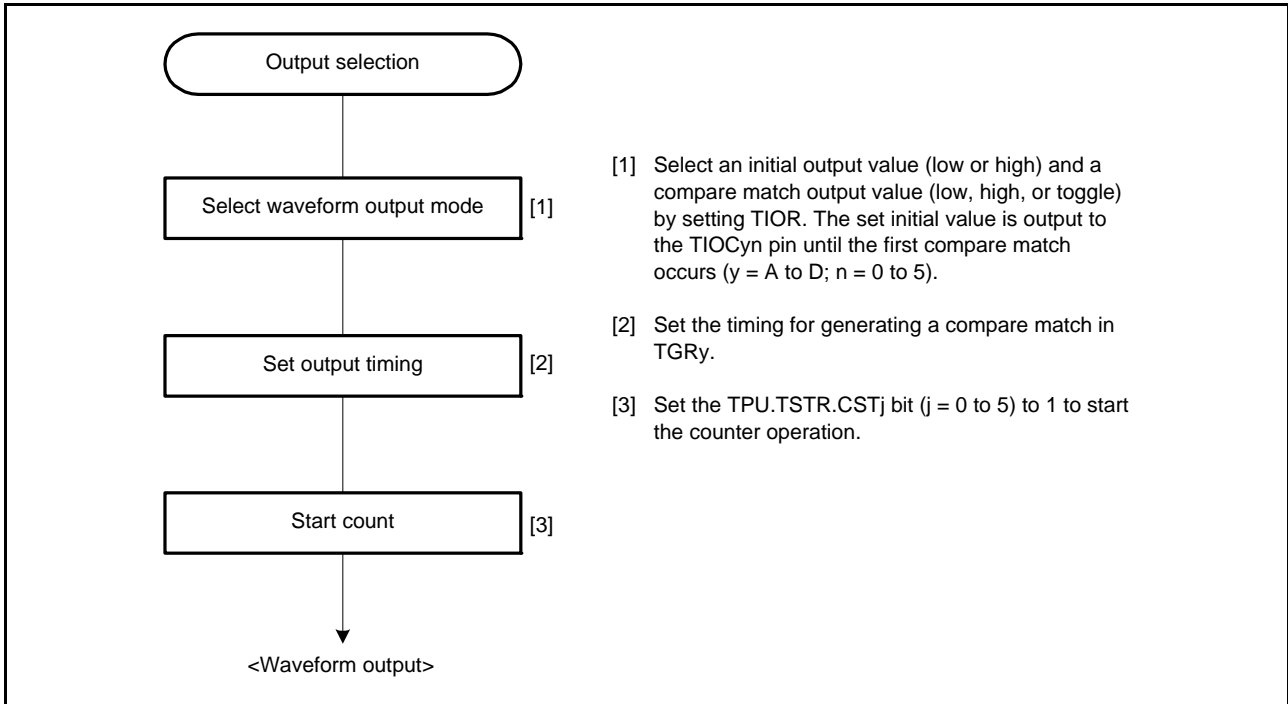 Output selection
Select waveform output mode [1]
Set output timing [2]
Start count [3]
<Waveform output>
[1] Select an initial output value (low or high) and a
compare match output value (low, high, or toggle)
by setting TIOR. The set initial value is output to
the TIOCyn pin until the first compare match
occurs (y = A to D; n = 0 to 5).
[2] Set the timing for generating a compare match in
TGRy.
[3] Set the TPU.TSTR.CSTj bit (j = 0 to 5) to 1 to start
the counter operation.